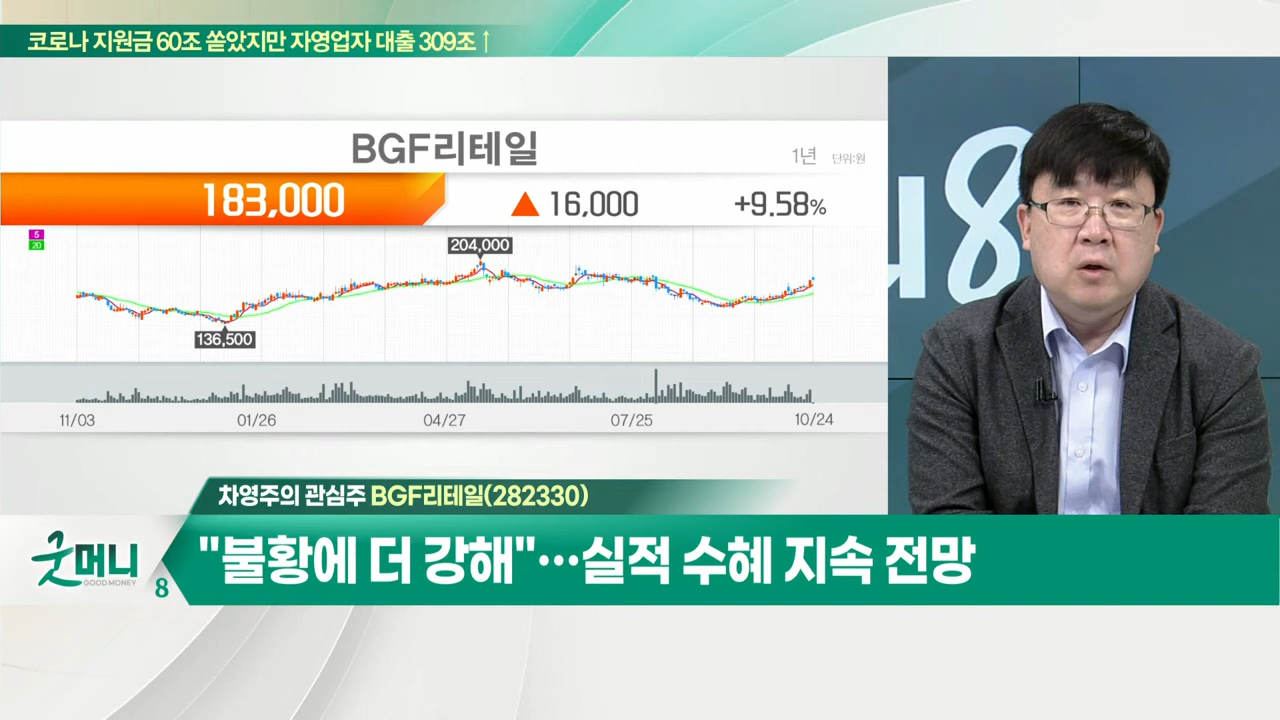 코로나 지원금 60조 쏟았지만 자영업자 대출 309조↑
BGF리테일
1년 단위:원
183,000 ▲ 16,000 +9.58%
5
20
204,000
136,500
11/03 01/26 04/27 07/25 10/24
u8
차영주의 관심주 BGF리테일(282330)
"불황에 더 강해"…실적 수혜 지속 전망
굿머니
GOOD MONEY
8